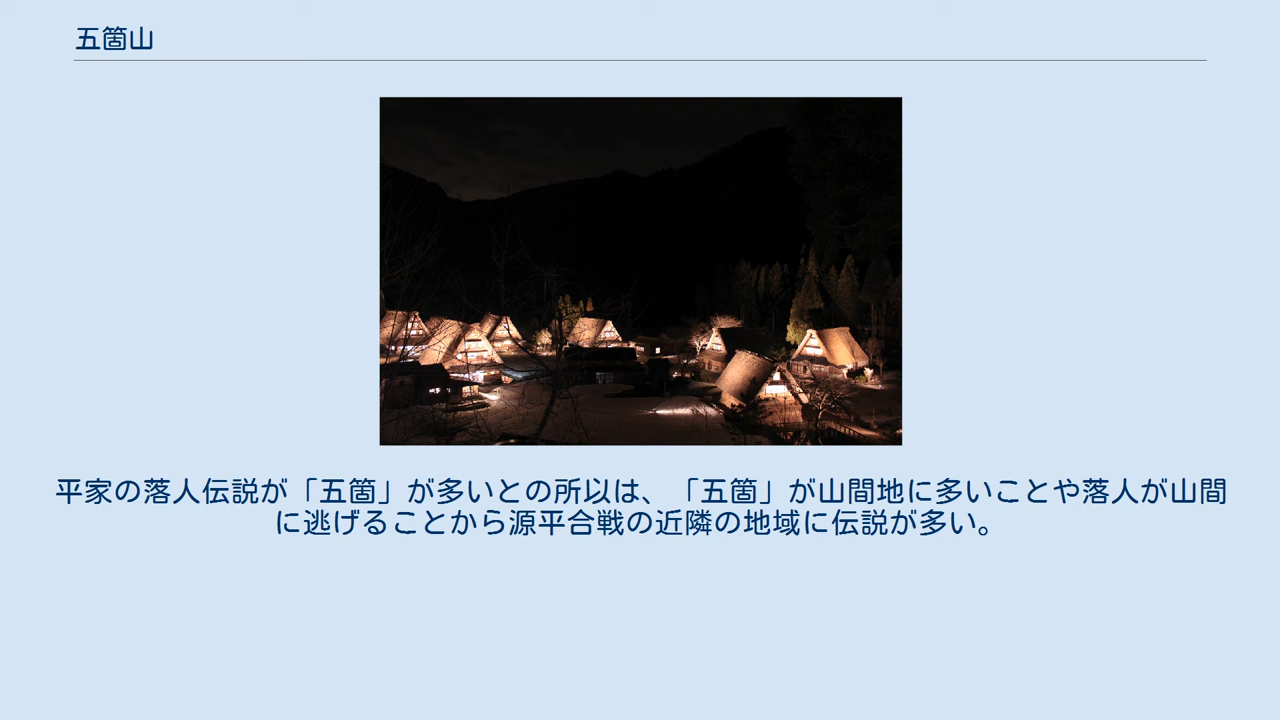 五箇山
平家の落人伝説が「五箇」が多いとの所以は、「五箇」が山間地に多いことや落人が山間
に逃げることから源平合戦の近隣の地域に伝説が多い。